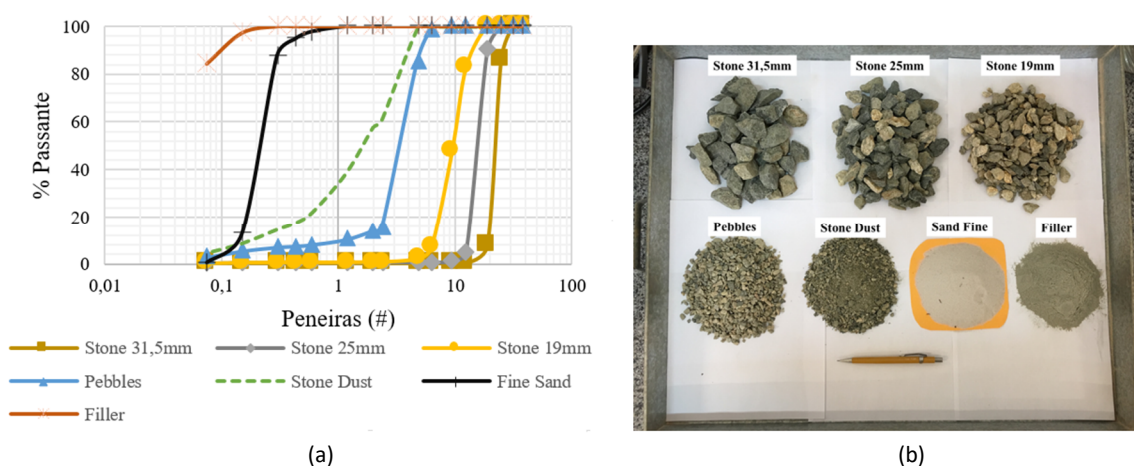 100
80
60
40
20
0
% Passante
0,01 0,1 1 10 100
Peneiras (#)
Stone 31,5mm Stone 25mm Stone 19mm
Pebbles Stone Dust Fine Sand
Filler
(a)
Stone 31,5mm Stone 25mm Stone 19mm
Pebbles Stone Dust Sand Fine Filler
(b)